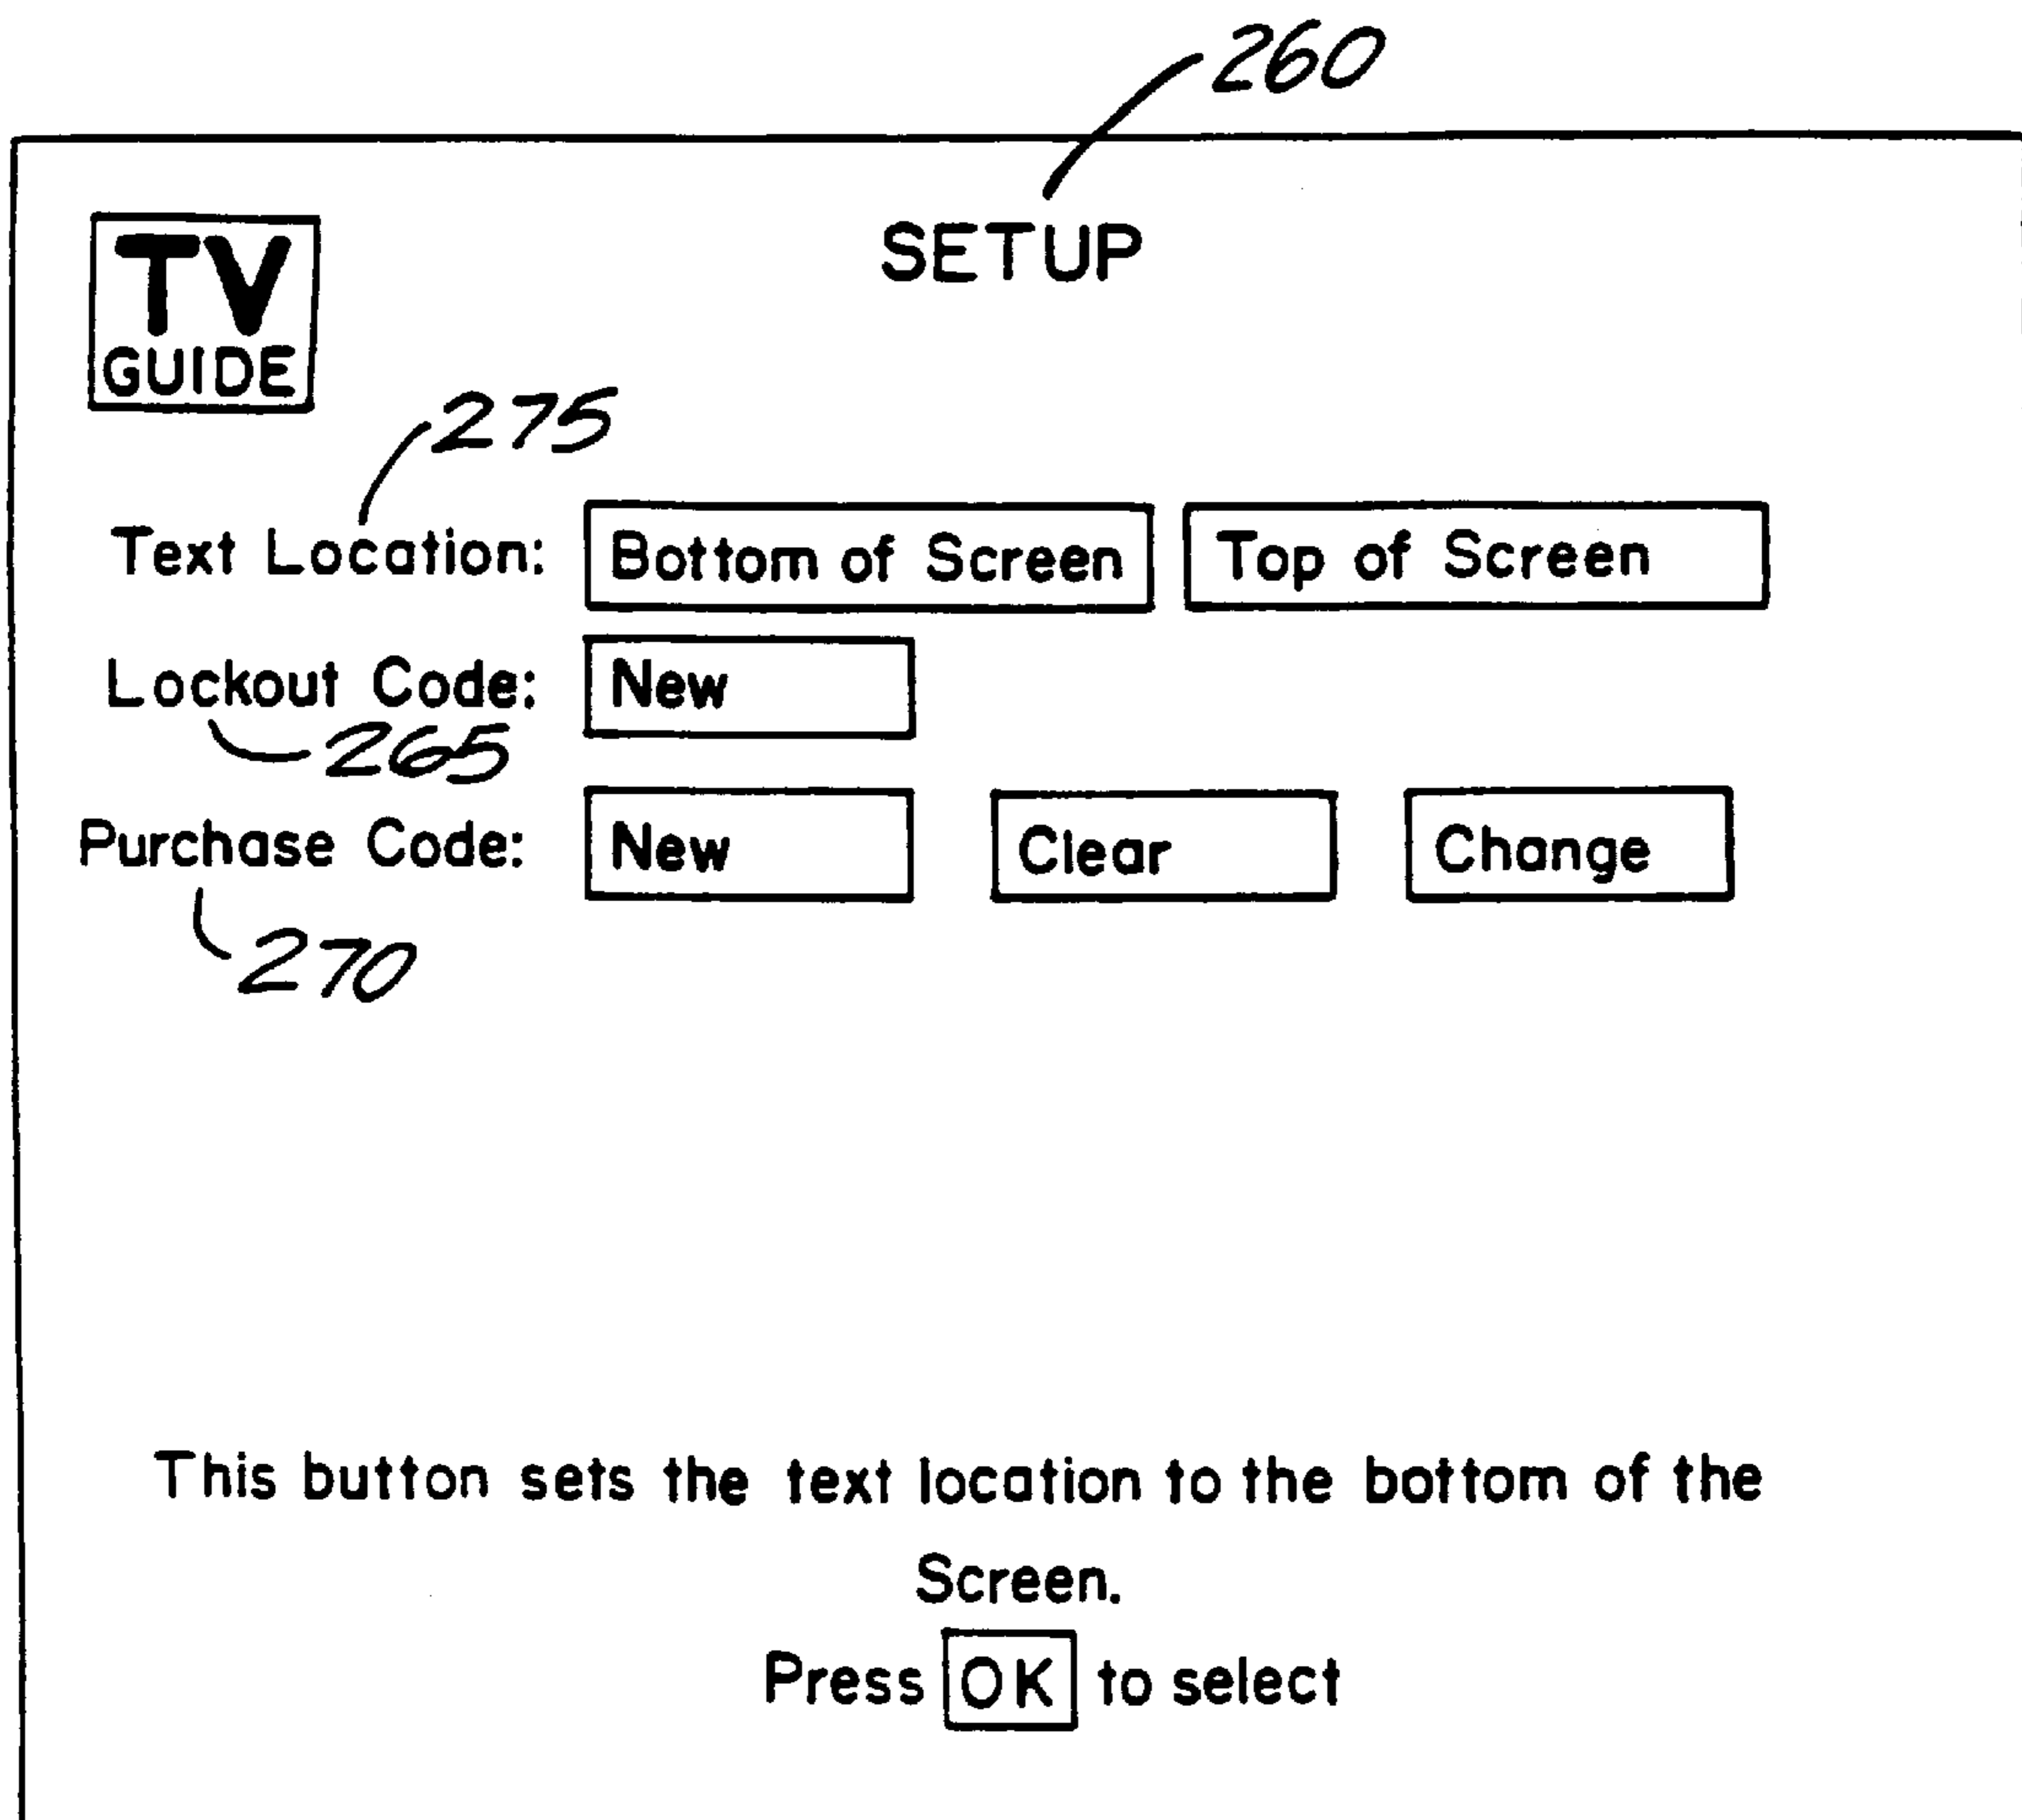 260
SETUP
TV
GUIDE
275
Text Location: Bottom of Screen Top of Screen
Lockout Code: New
265
Purchase Code: New Clear Change
270
This button sets the text location to the bottom of the
Screen.
Press OK to select